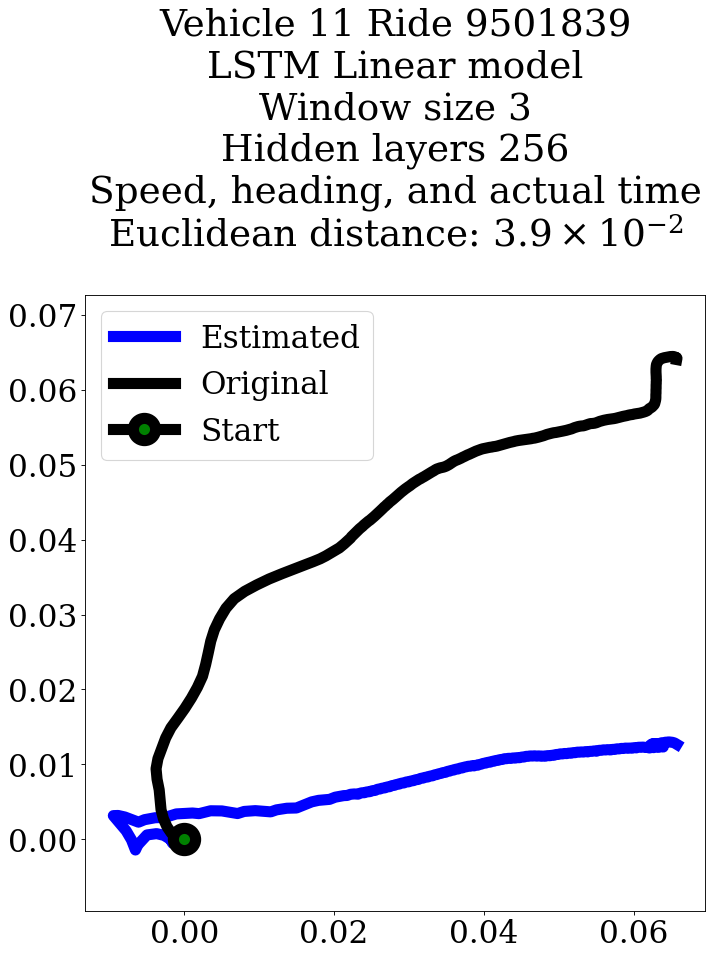 Vehicle 11 Ride 9501839
LSTM Linear model
Window size 3
Hidden layers 256
Speed, heading, and actual time
Euclidean distance: 3.9 × 10⁻²
0.07
Estimated
0.06
Original
Start
0.05
0.04
0.03
0.02
0.01
0.00
0.00 0.02 0.04 0.06